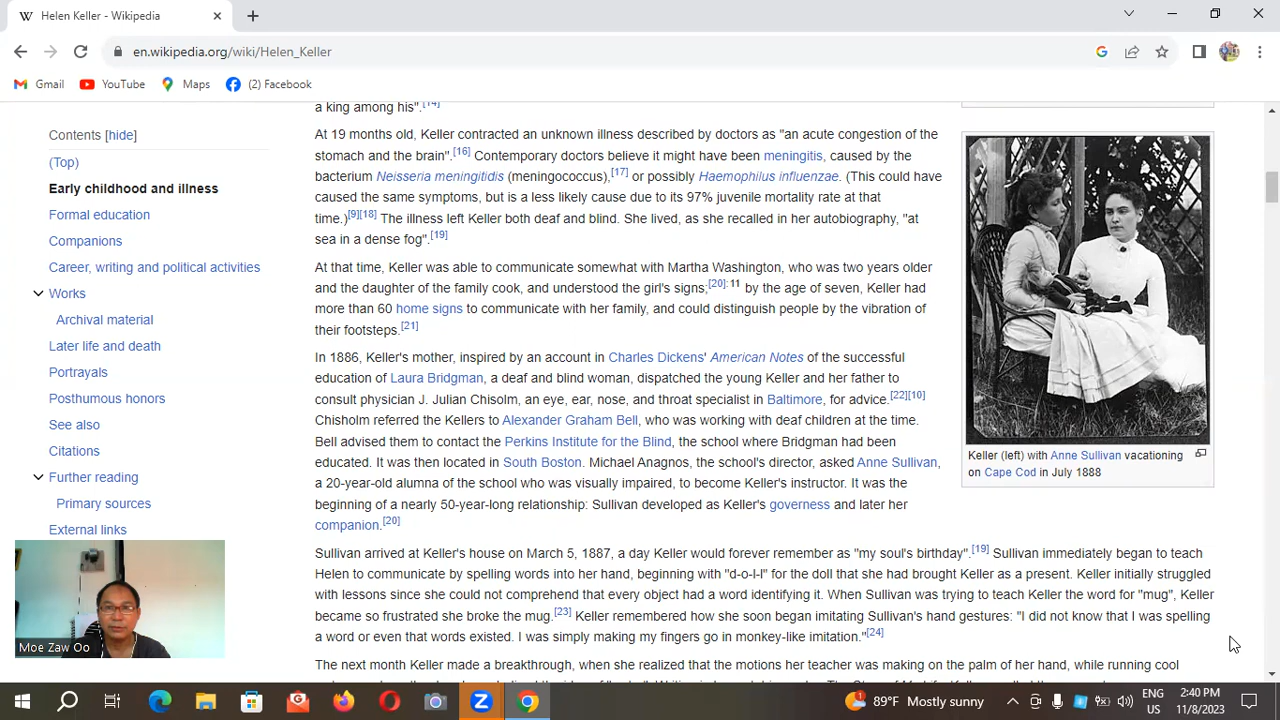 Helen Keller - Wikipedia
en.wikipedia.org/wiki/Helen_Keller
Gmail YouTube Maps (2) Facebook
Contents [hide]
(Top)
Early childhood and illness
Formal education
Companions
Career, writing and political activities
Works
Archival material
Later life and death
Portrayals
Posthumous honors
See also
Citations
Further reading
Primary sources
External links
a king among his".[14]
At 19 months old, Keller contracted an unknown illness described by doctors as "an acute congestion of the
stomach and the brain".[16] Contemporary doctors believe it might have been meningitis, caused by the
bacterium Neisseria meningitidis (meningococcus),[17] or possibly Haemophilus influenzae. (This could have
caused the same symptoms, but is a less likely cause due to its 97% juvenile mortality rate at that
time.)[9][18] The illness left Keller both deaf and blind. She lived, as she recalled in her autobiography, "at
sea in a dense fog".[19]
At that time, Keller was able to communicate somewhat with Martha Washington, who was two years older
and the daughter of the family cook, and understood the girl's signs;[20]: 11 by the age of seven, Keller had
more than 60 home signs to communicate with her family, and could distinguish people by the vibration of
their footsteps.[21]
In 1886, Keller's mother, inspired by an account in Charles Dickens' American Notes of the successful
education of Laura Bridgman, a deaf and blind woman, dispatched the young Keller and her father to
consult physician J. Julian Chisolm, an eye, ear, nose, and throat specialist in Baltimore, for advice.[22][10]
Chisholm referred the Kellers to Alexander Graham Bell, who was working with deaf children at the time.
Bell advised them to contact the Perkins Institute for the Blind, the school where Bridgman had been
educated. It was then located in South Boston. Michael Anagnos, the school's director, asked Anne Sullivan,
a 20-year-old alumna of the school who was visually impaired, to become Keller's instructor. It was the
beginning of a nearly 50-year-long relationship: Sullivan developed as Keller's governess and later her
companion.[20]
Keller (left) with Anne Sullivan vacationing
on Cape Cod in July 1888
Sullivan arrived at Keller's house on March 5, 1887, a day Keller would forever remember as "my soul's birthday".[19] Sullivan immediately began to teach
Helen to communicate by spelling words into her hand, beginning with "d-o-l-l" for the doll that she had brought Keller as a present. Keller initially struggled
with lessons since she could not comprehend that every object had a word identifying it. When Sullivan was trying to teach Keller the word for "mug", Keller
became so frustrated she broke the mug.[23] Keller remembered how she soon began imitating Sullivan's hand gestures: "I did not know that I was spelling
a word or even that words existed. I was simply making my fingers go in monkey-like imitation."[24]
The next month Keller made a breakthrough, when she realized that the motions her teacher was making on the palm of her hand, while running cool
Moe Zaw Oo
89°F Mostly sunny
ENG
US
2:40 PM
11/8/2023